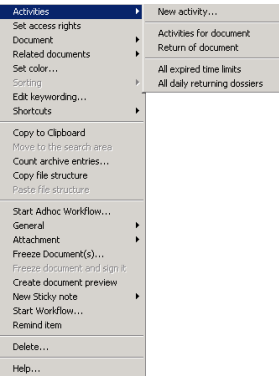 Activities
Set access rights
Document
Related documents
Set color...
Sorting
Edit keywording...
Shortcuts
Copy to Clipboard
Move to the search area
Count archive entries...
Copy file structure
Paste file structure
Start Adhoc Workflow...
General
Attachment
Freeze Document(s)...
Freeze document and sign it
Create document preview
New Sticky note
Start Workflow...
Remind item
Delete...
Help...
New activity...
Activities for document
Return of document
All expired time limits
All daily returning dossiers